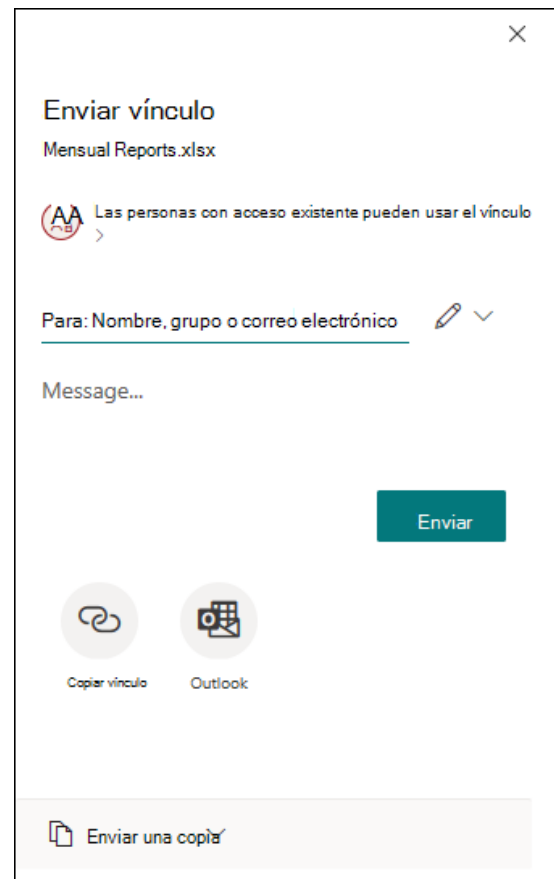 Enviar vínculo
Mensual Reports.xlsx
AA Las personas con acceso existente pueden usar el vínculo
Para: Nombre, grupo o correo electrónico
Message...
Enviar
Copiar vínculo Outlook
Enviar una copia